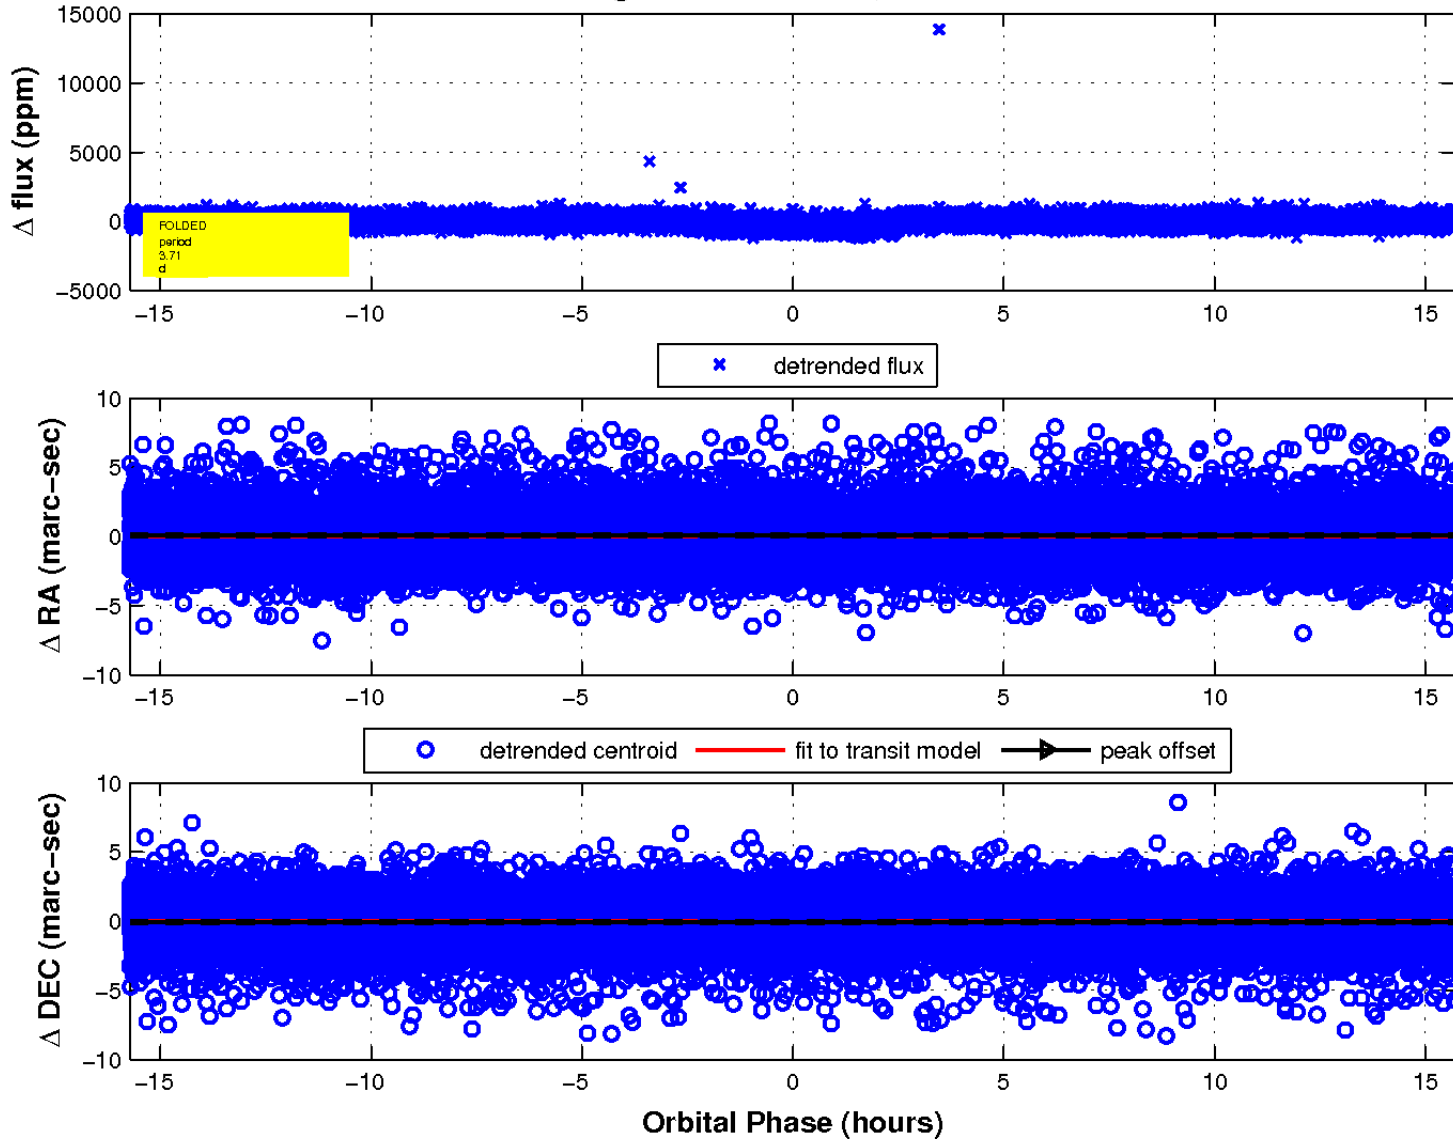 15000
10000
5000
0
−5000
Δ flux (ppm)
FOLDED
period
3.71
d
−15 −10 −5 0 5 10 15
detrended flux
10
5
0
−5
−10
Δ RA (marc−sec)
−15 −10 −5 0 5 10 15
detrended centroid fit to transit model peak offset
10
5
0
−5
−10
Δ DEC (marc−sec)
−15 −10 −5 0 5 10 15
Orbital Phase (hours)